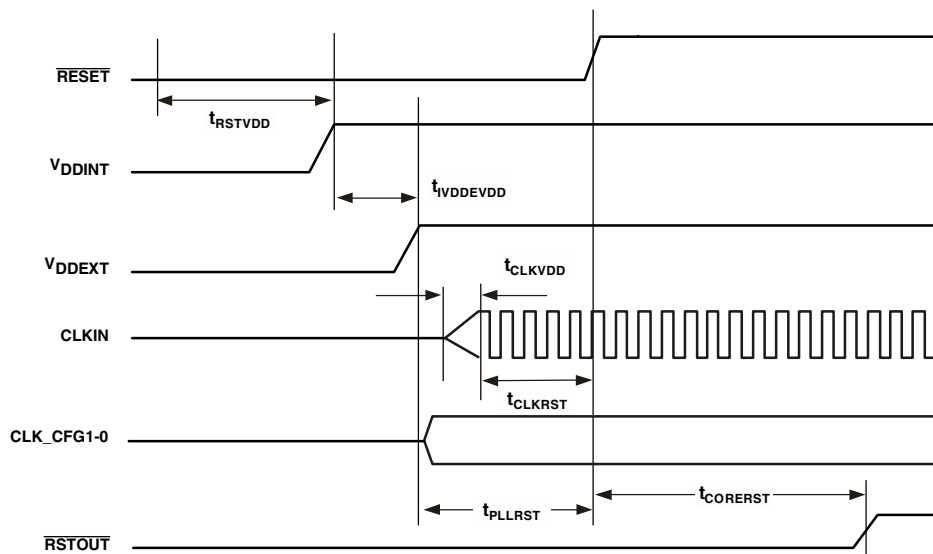 RESET
tRSTVDD
VDDINT
tIVDDEVDD
VDDEXT
tCLKVDD
CLKIN
tCLKRST
CLK_CFG1-0
tCORERST
tPLLRST
RSTOUT